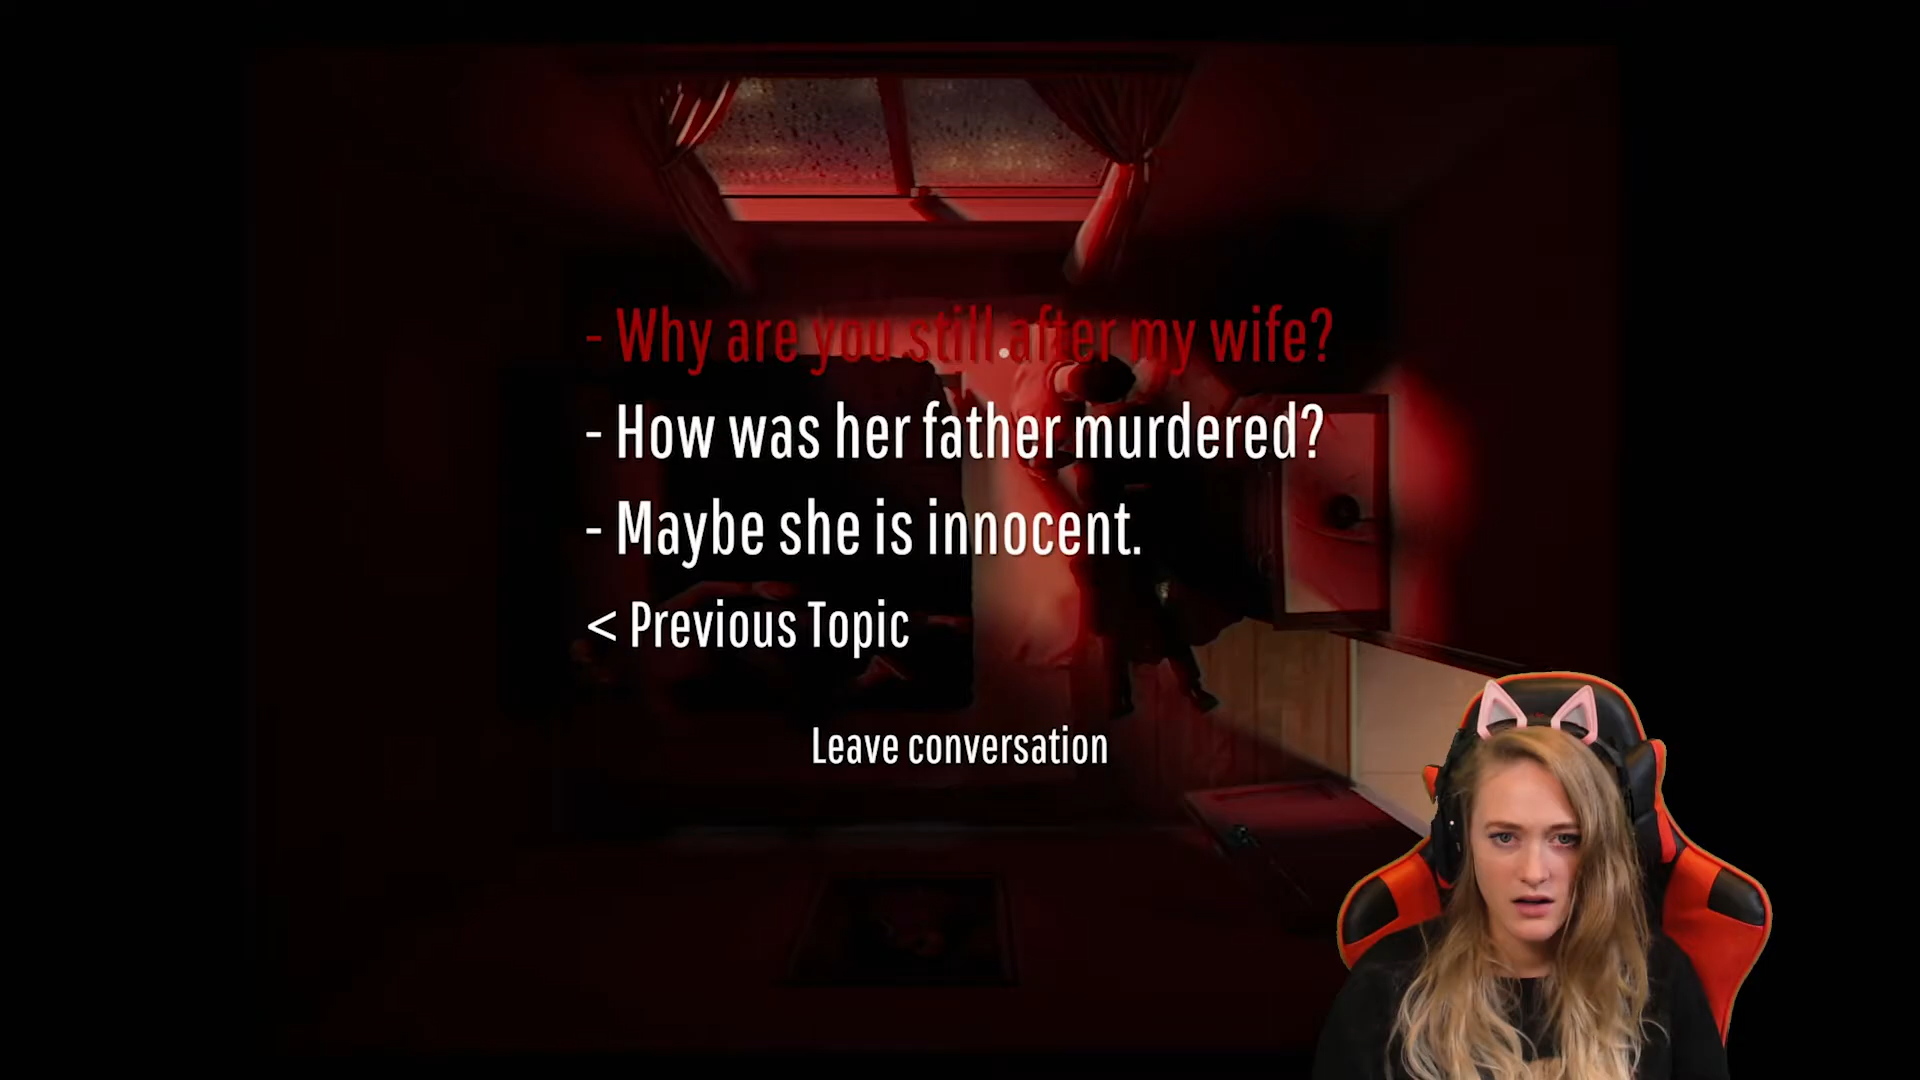 - Why are you still after my wife?
- How was her father murdered?
- Maybe she is innocent.
< Previous Topic
Leave conversation